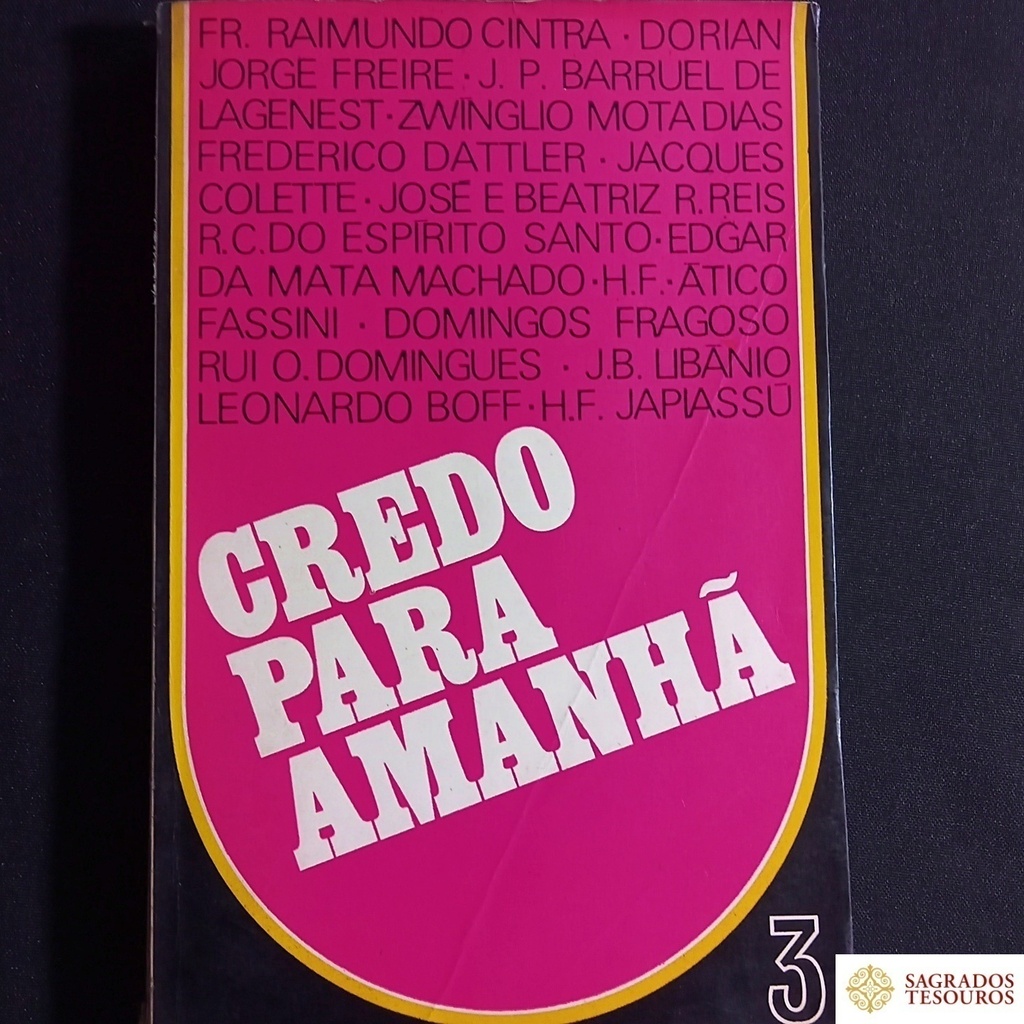 FR. RAIMUNDO CINTRA · DORIAN
JORGE FREIRE · J. P. BARRUEL DE
LAGENEST · ZWÏNGLIO MOTA DIAS
FREDERICO DATTLER · JACQUES
COLETTE · JOSÉ E BEATRIZ R. REIS
R.C. DO ESPÍRITO SANTO · EDGAR
DA MATA MACHADO · H.F. · ÁTICO
FASSINI · DOMINGOS FRAGOSO
RUI O. DOMINGUES · J.B. LIBÂNIO
LEONARDO BOFF · H.F. JAPIASSÚ
CREDO
PARA
AMANHÃ
3
SAGRADOS
TESOUROS